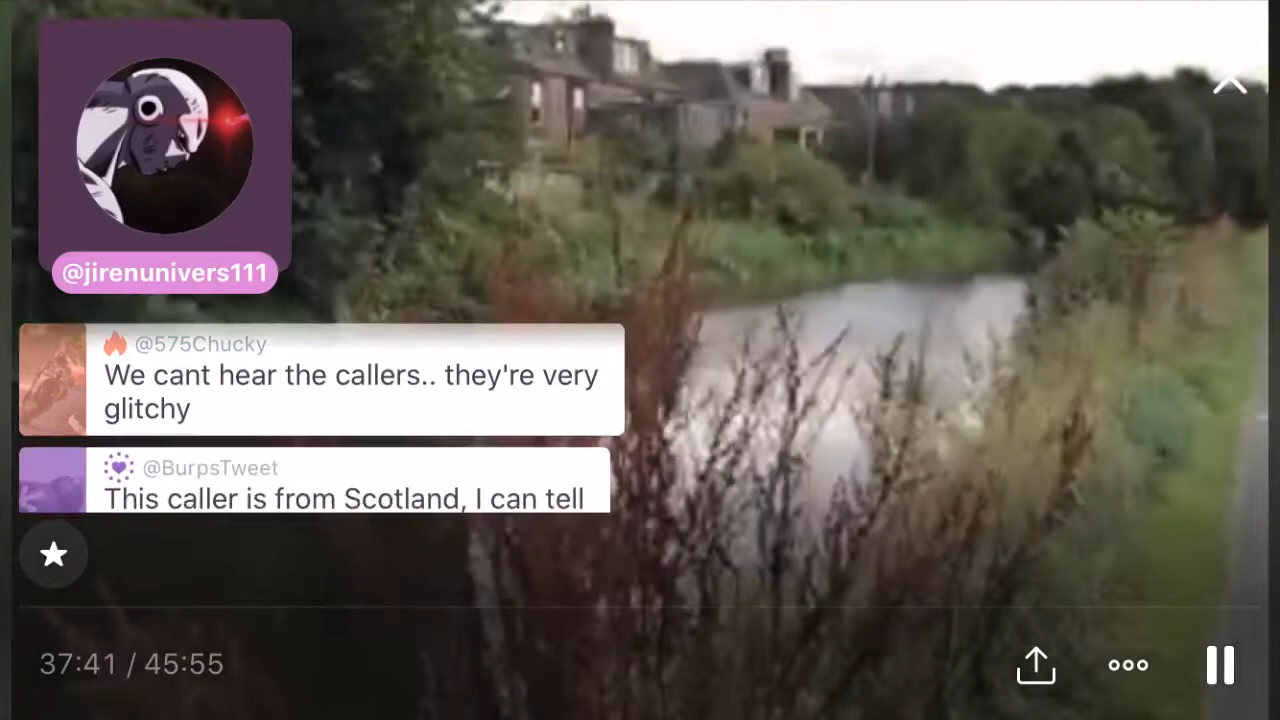 @jirenunivers111
@575Chucky
We cant hear the callers.. they're very
glitchy
@BurpsTweet
This caller is from Scotland, I can tell
37:41 / 45:55